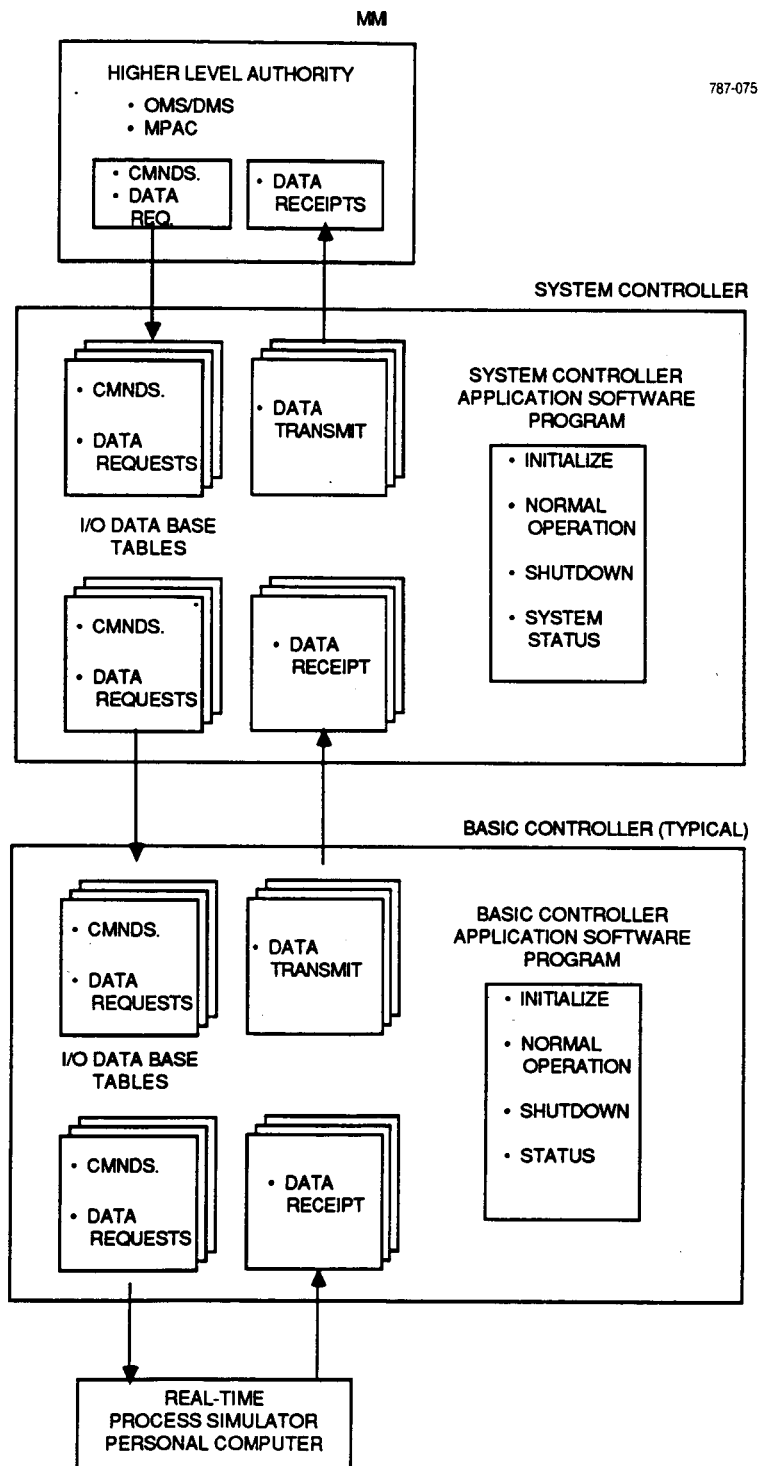 MMI
HIGHER LEVEL AUTHORITY
• OMS/DMS
• MPAC
787-075
• CMNDS.
• DATA
REQ.
• DATA
RECEIPTS
SYSTEM CONTROLLER
• CMNDS.
• DATA
REQUESTS
• DATA
TRANSMIT
I/O DATA BASE
TABLES
• CMNDS.
• DATA
REQUESTS
• DATA
RECEIPT
SYSTEM CONTROLLER
APPLICATION SOFTWARE
PROGRAM
• INITIALIZE
• NORMAL
OPERATION
• SHUTDOWN
• SYSTEM
STATUS
BASIC CONTROLLER (TYPICAL)
• CMNDS.
• DATA
REQUESTS
• DATA
TRANSMIT
I/O DATA BASE
TABLES
• CMNDS.
• DATA
REQUESTS
• DATA
RECEIPT
BASIC CONTROLLER
APPLICATION SOFTWARE
PROGRAM
• INITIALIZE
• NORMAL
OPERATION
• SHUTDOWN
• STATUS
REAL-TIME
PROCESS SIMULATOR
PERSONAL COMPUTER